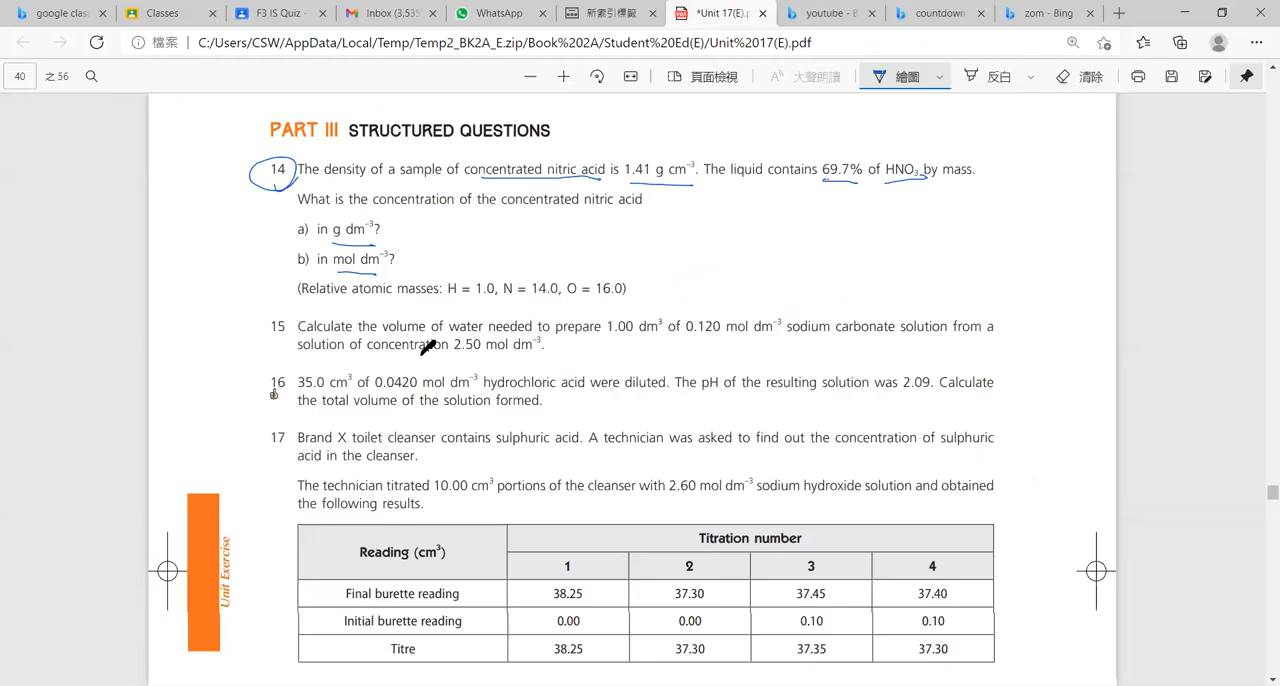 google clas
Classes
F3 IS Quiz -
Inbox (3,535
WhatsApp
新索引標籤
*Unit 17(E).p
youtube - B
countdown
zom - Bing
檔案
C:/Users/CSW/AppData/Local/Temp/Temp2_BK2A_E.zip/Book%202A/Student%20Ed(E)/Unit%2017(E).pdf
40 之 56
頁面檢視
大聲朗讀
繪圖
反白
清除
PART III STRUCTURED QUESTIONS
14 The density of a sample of concentrated nitric acid is 1.41 g cm⁻³. The liquid contains 69.7% of HNO₃ by mass.
What is the concentration of the concentrated nitric acid
a) in g dm⁻³?
b) in mol dm⁻³?
(Relative atomic masses: H = 1.0, N = 14.0, O = 16.0)
15 Calculate the volume of water needed to prepare 1.00 dm³ of 0.120 mol dm⁻³ sodium carbonate solution from a
solution of concentration 2.50 mol dm⁻³.
16 35.0 cm³ of 0.0420 mol dm⁻³ hydrochloric acid were diluted. The pH of the resulting solution was 2.09. Calculate
the total volume of the solution formed.
17 Brand X toilet cleanser contains sulphuric acid. A technician was asked to find out the concentration of sulphuric
acid in the cleanser.
The technician titrated 10.00 cm³ portions of the cleanser with 2.60 mol dm⁻³ sodium hydroxide solution and obtained
the following results.
Reading (cm³) Titration number
1 2 3 4
Final burette reading 38.25 37.30 37.45 37.40
Initial burette reading 0.00 0.00 0.10 0.10
Titre 38.25 37.30 37.35 37.30
Unit Exercise